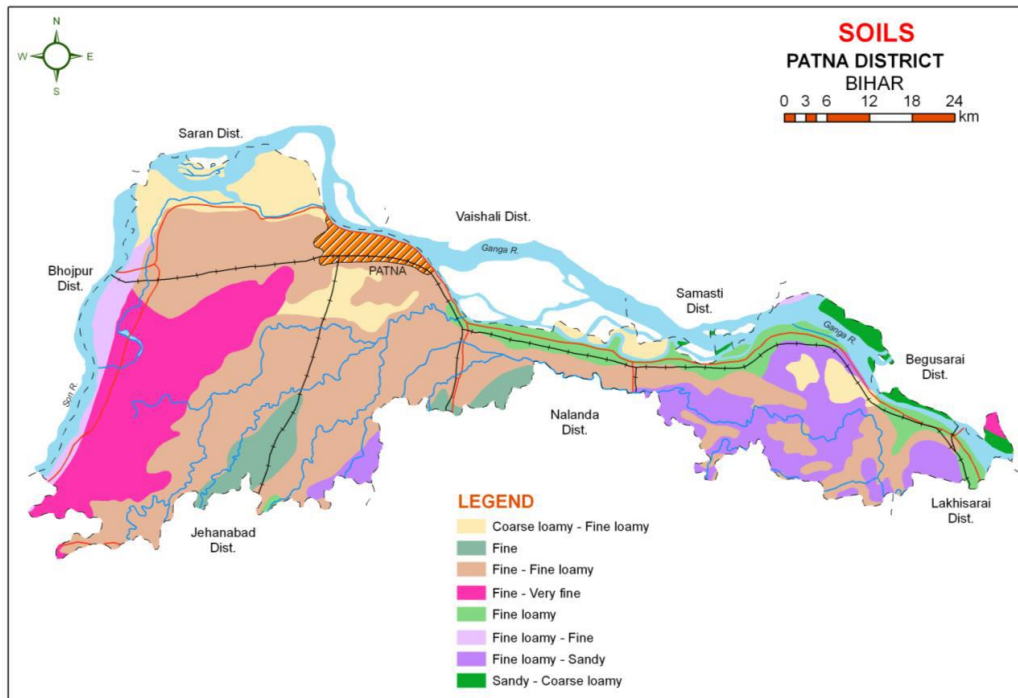 N
W E
S
SOILS
PATNA DISTRICT
BIHAR
0 3 6 12 18 24
km
Saran Dist.
Vaishali Dist.
Ganga R.
Bhojpur
Dist.
PATNA
Samasti
Dist.
Ganga R.
Begusarai
Dist.
Son R.
Nalanda
Dist.
Lakhisarai
Dist.
Jehanabad
Dist.
LEGEND
Coarse loamy - Fine loamy
Fine
Fine - Fine loamy
Fine - Very fine
Fine loamy
Fine loamy - Fine
Fine loamy - Sandy
Sandy - Coarse loamy